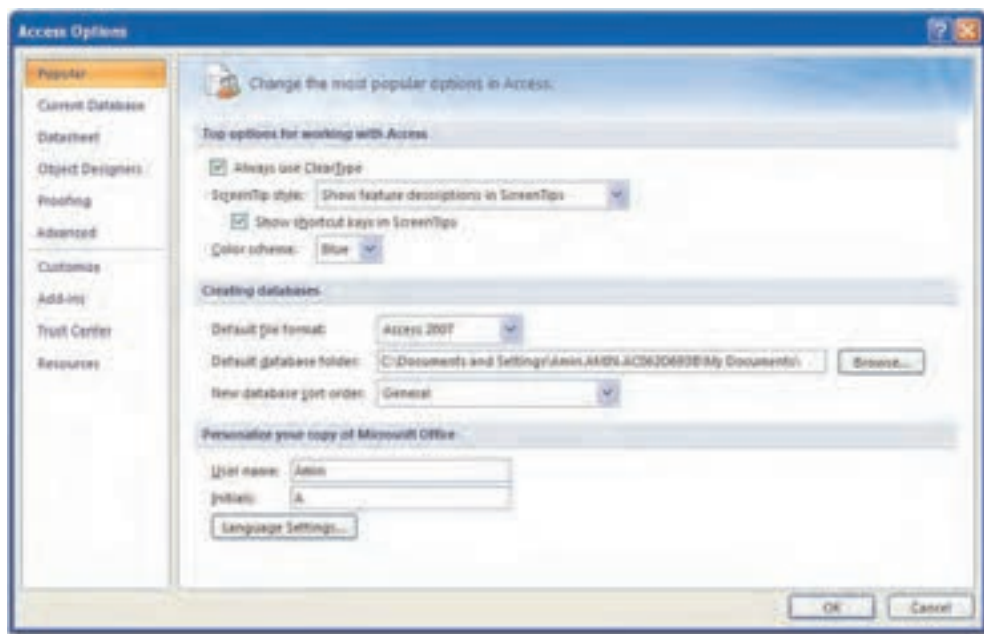 Access Options
Popular
Current Database
Datasheet
Object Designers
Proofing
Advanced
Customize
Add-ins
Trust Center
Resources
Change the most popular options in Access.
Top options for working with Access
Always use ClearType
ScreenTip style: Show feature descriptions in ScreenTips
Show shortcut keys in ScreenTips
Color scheme: Blue
Creating databases
Default file format: Access 2007
Default database folder: C:\Documents and Settings\Amin.AMIN-\My Documents\ Browse...
New database sort order: General
Personalize your copy of Microsoft Office
User name: Amin
Initials: A
Language Settings...
OK Cancel